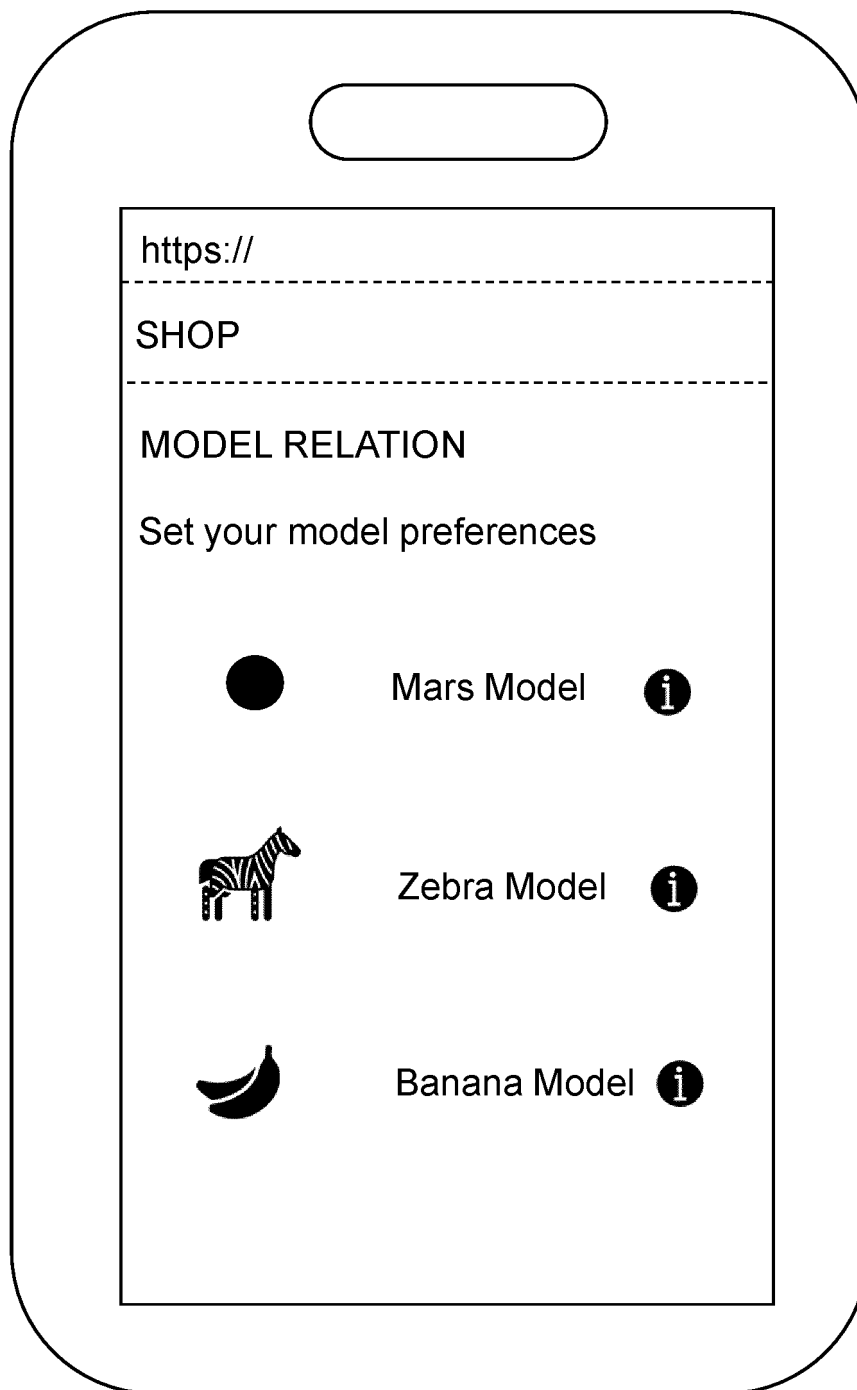 https://
SHOP
MODEL RELATION
Set your model preferences
Mars Model i
Zebra Model i
Banana Model i